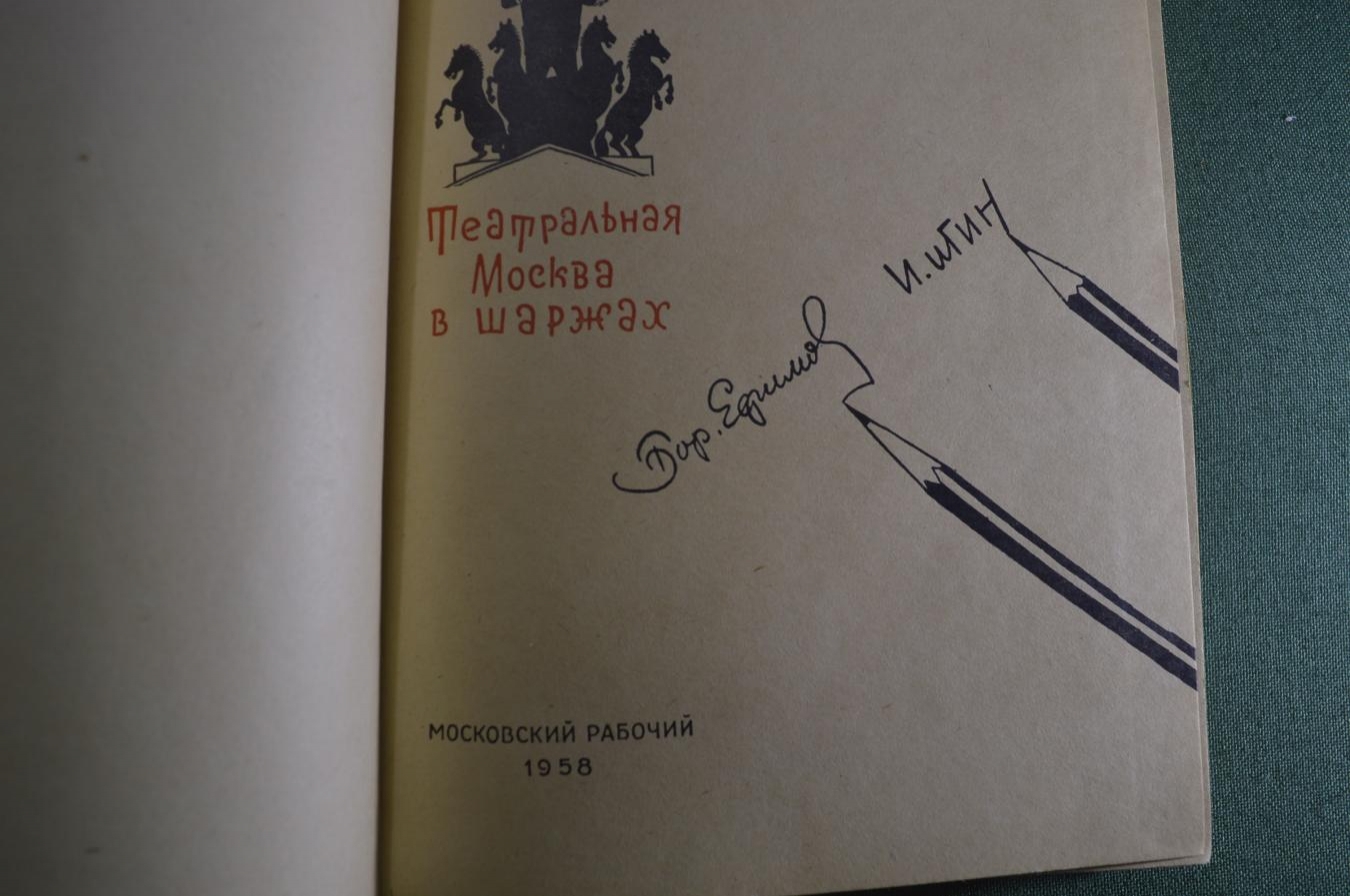 Театральная
Москва
в шаржах
И. ИГИН
Бор. Ефимов
МОСКОВСКИЙ РАБОЧИЙ
1958